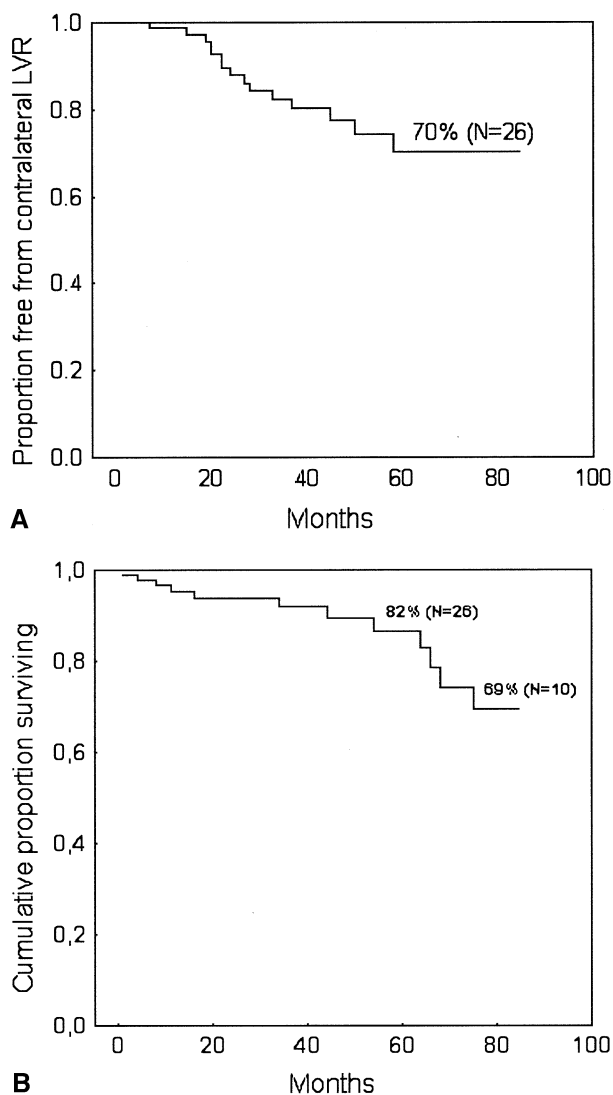 Proportion free from contralateral LVR
1.0
0.8
0.6
0.4
0.2
0.0
70% (N=26)
0 20 40 60 80 100
Months
A
Cumulative proportion surviving
1,0
0,8
0,6
0,4
0,2
0,0
82% (N=26)
69% (N=10)
0 20 40 60 80 100
Months
B